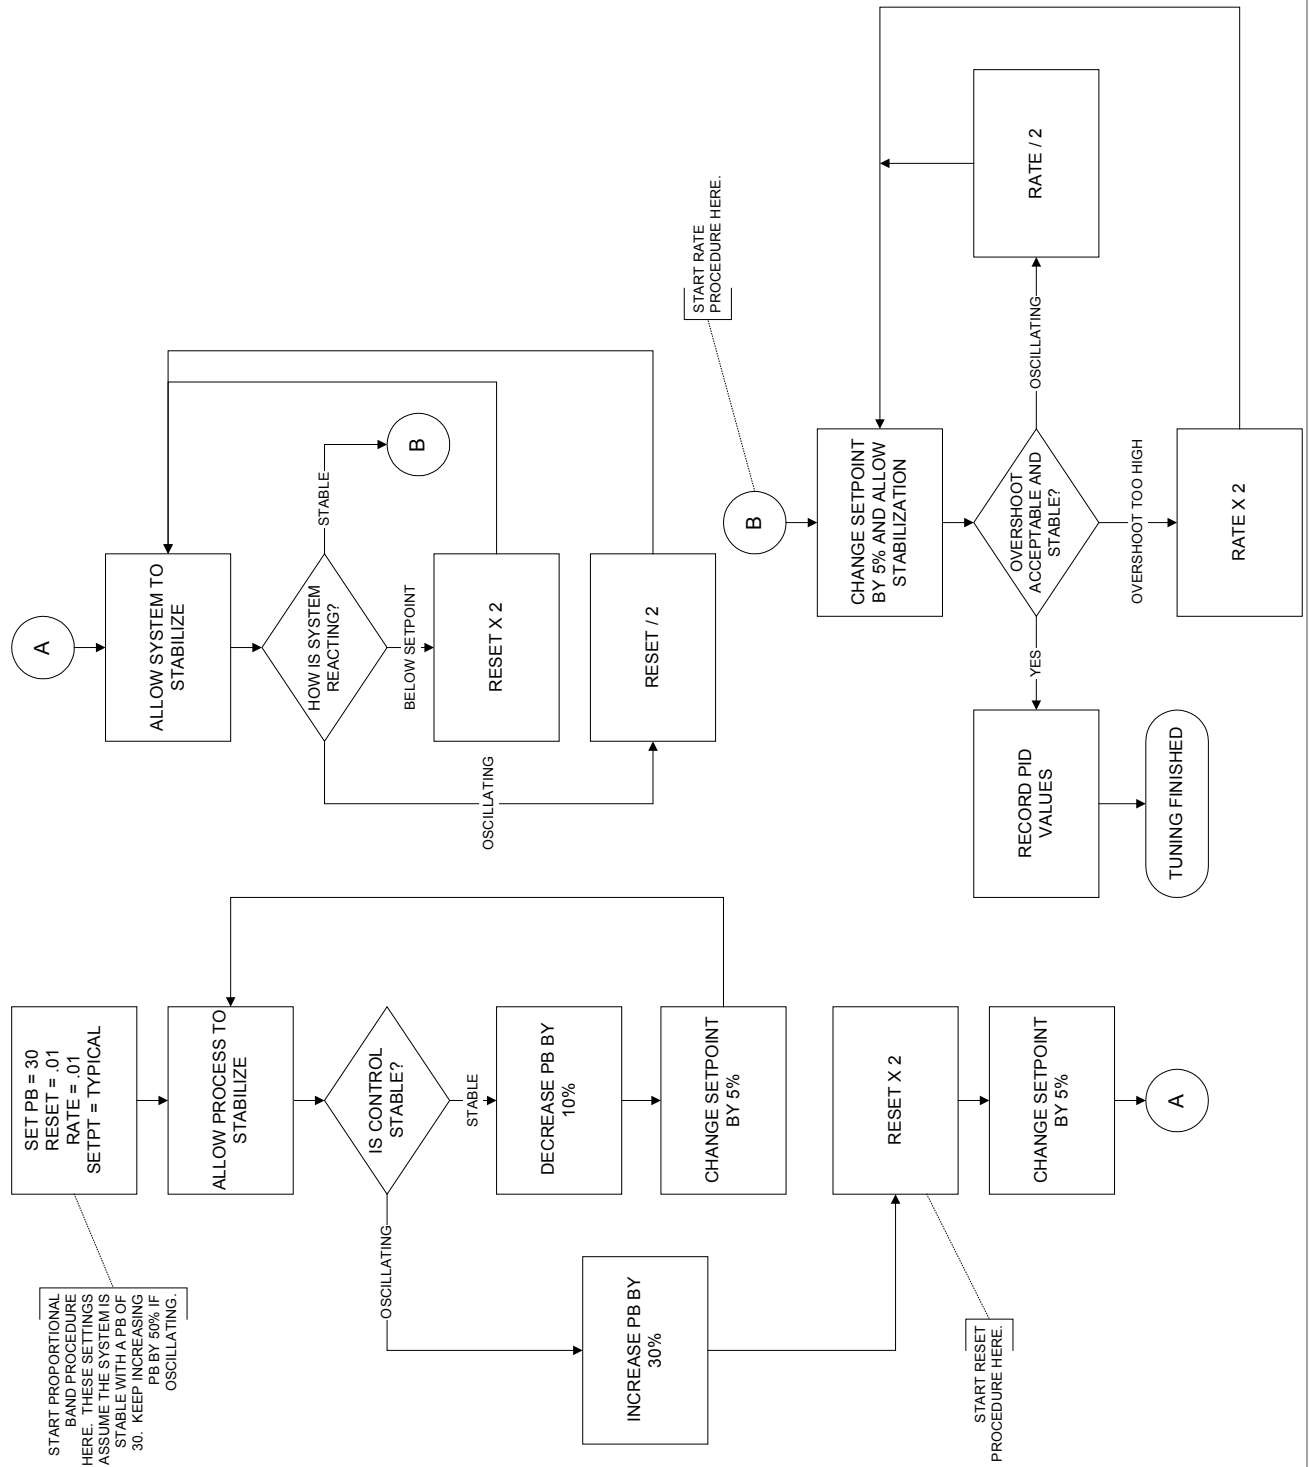 START PROPORTIONAL
BAND PROCEDURE
HERE. THESE SETTINGS
ASSUME THE SYSTEM IS
STABLE WITH A PB OF
30. KEEP INCREASING
PB BY 50% IF
OSCILLATING.
SET PB = 30
RESET = .01
RATE = .01
SETPT = TYPICAL
ALLOW PROCESS TO
STABILIZE
IS CONTROL
STABLE?
OSCILLATING
STABLE
DECREASE PB BY
10%
CHANGE SETPOINT
BY 5%
INCREASE PB BY
30%
START RESET
PROCEDURE HERE.
RESET X 2
CHANGE SETPOINT
BY 5%
A
A
ALLOW SYSTEM TO
STABILIZE
HOW IS SYSTEM
REACTING?
STABLE
B
BELOW SETPOINT
RESET X 2
OSCILLATING
RESET / 2
START RATE
PROCEDURE HERE.
B
CHANGE SETPOINT
BY 5% AND ALLOW
STABILIZATION
OVERSHOOT
ACCEPTABLE AND
STABLE?
OSCILLATING
RATE / 2
OVERSHOOT TOO HIGH
RATE X 2
YES
RECORD PID
VALUES
TUNING FINISHED